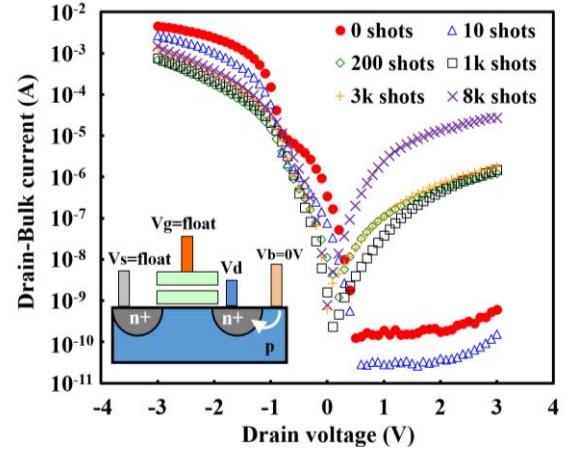 10-2
10-3
10-4
10-5
10-6
10-7
10-8
10-9
10-10
10-11
Drain-Bulk current (A)
0 shots 10 shots
200 shots 1k shots
3k shots 8k shots
Vg=float
Vs=float Vd Vb=0V
n+ n+
p
-4 -3 -2 -1 0 1 2 3 4
Drain voltage (V)